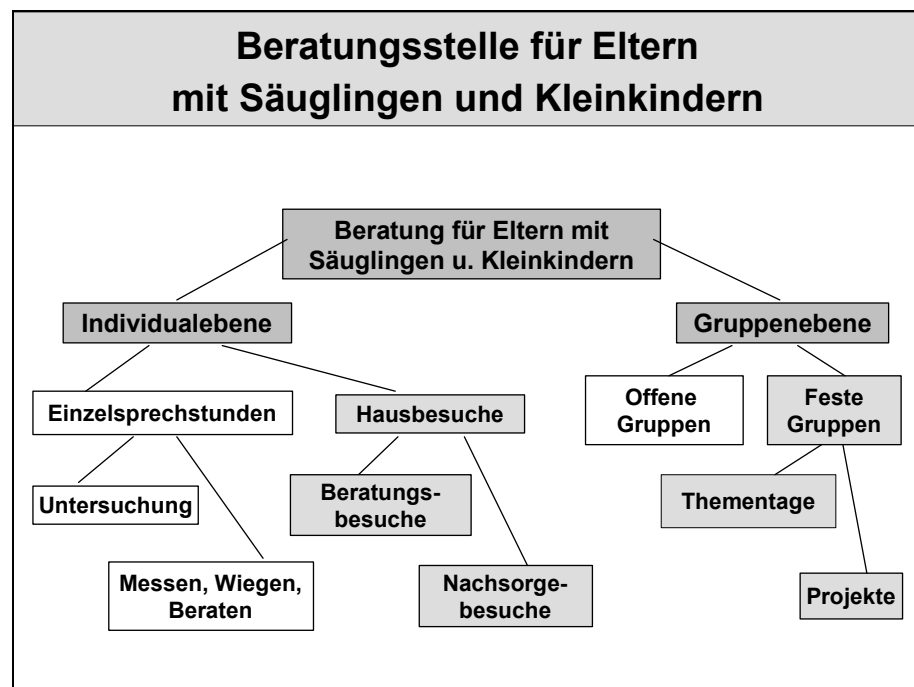 Beratungsstelle für Eltern
mit Säuglingen und Kleinkindern
Beratung für Eltern mit
Säuglingen u. Kleinkindern
Individualebene
Gruppenebene
Einzelsprechstunden
Hausbesuche
Offene
Gruppen
Feste
Gruppen
Untersuchung
Beratungs-
besuche
Thementage
Messen, Wiegen,
Beraten
Nachsorge-
besuche
Projekte